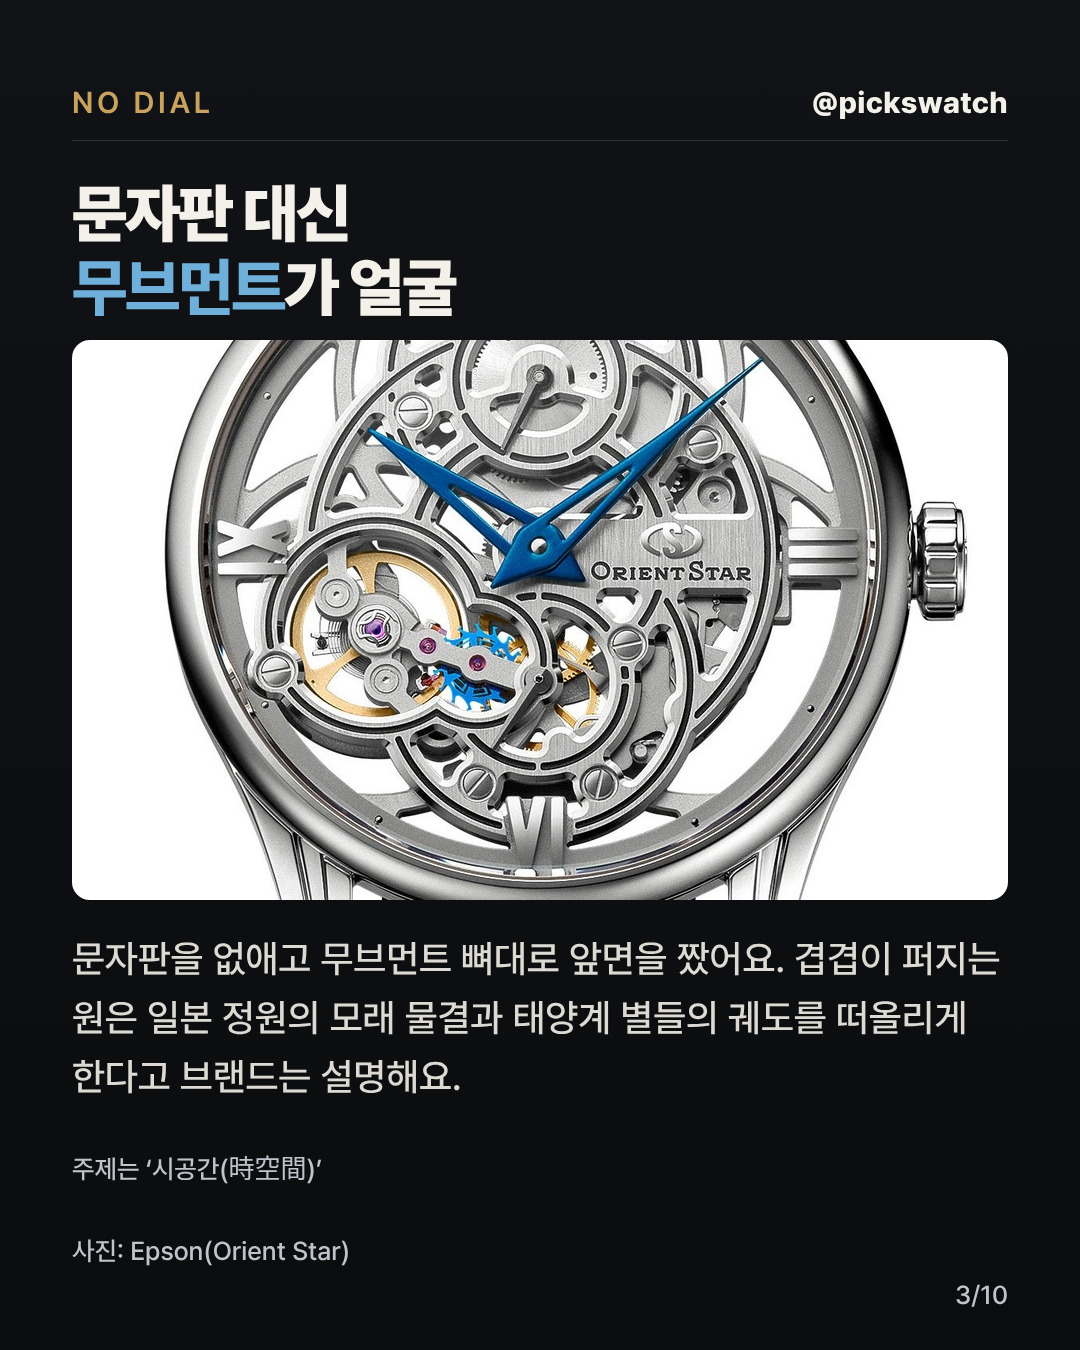 NO DIAL
@pickswatch
문자판 대신
무브먼트가 얼굴
ORIENT STAR
IX
III
VI
문자판을 없애고 무브먼트 뼈대로 앞면을 짰어요. 겹겹이 퍼지는
원은 일본 정원의 모래 물결과 태양계 별들의 궤도를 떠올리게
한다고 브랜드는 설명해요.
주제는 ‘시공간(時空間)’
사진: Epson(Orient Star)
3/10